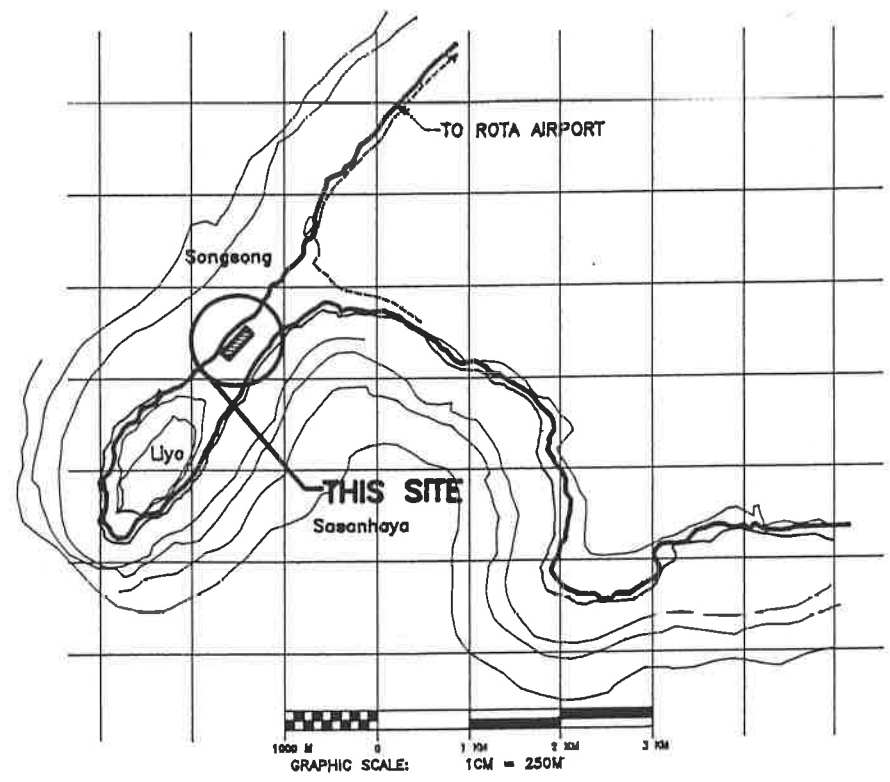 TO ROTA AIRPORT
Songsong
Liyo
THIS SITE
Sasanhaya
1000 M 0 1 KM 2 KM 3 KM
GRAPHIC SCALE: 1CM = 250M